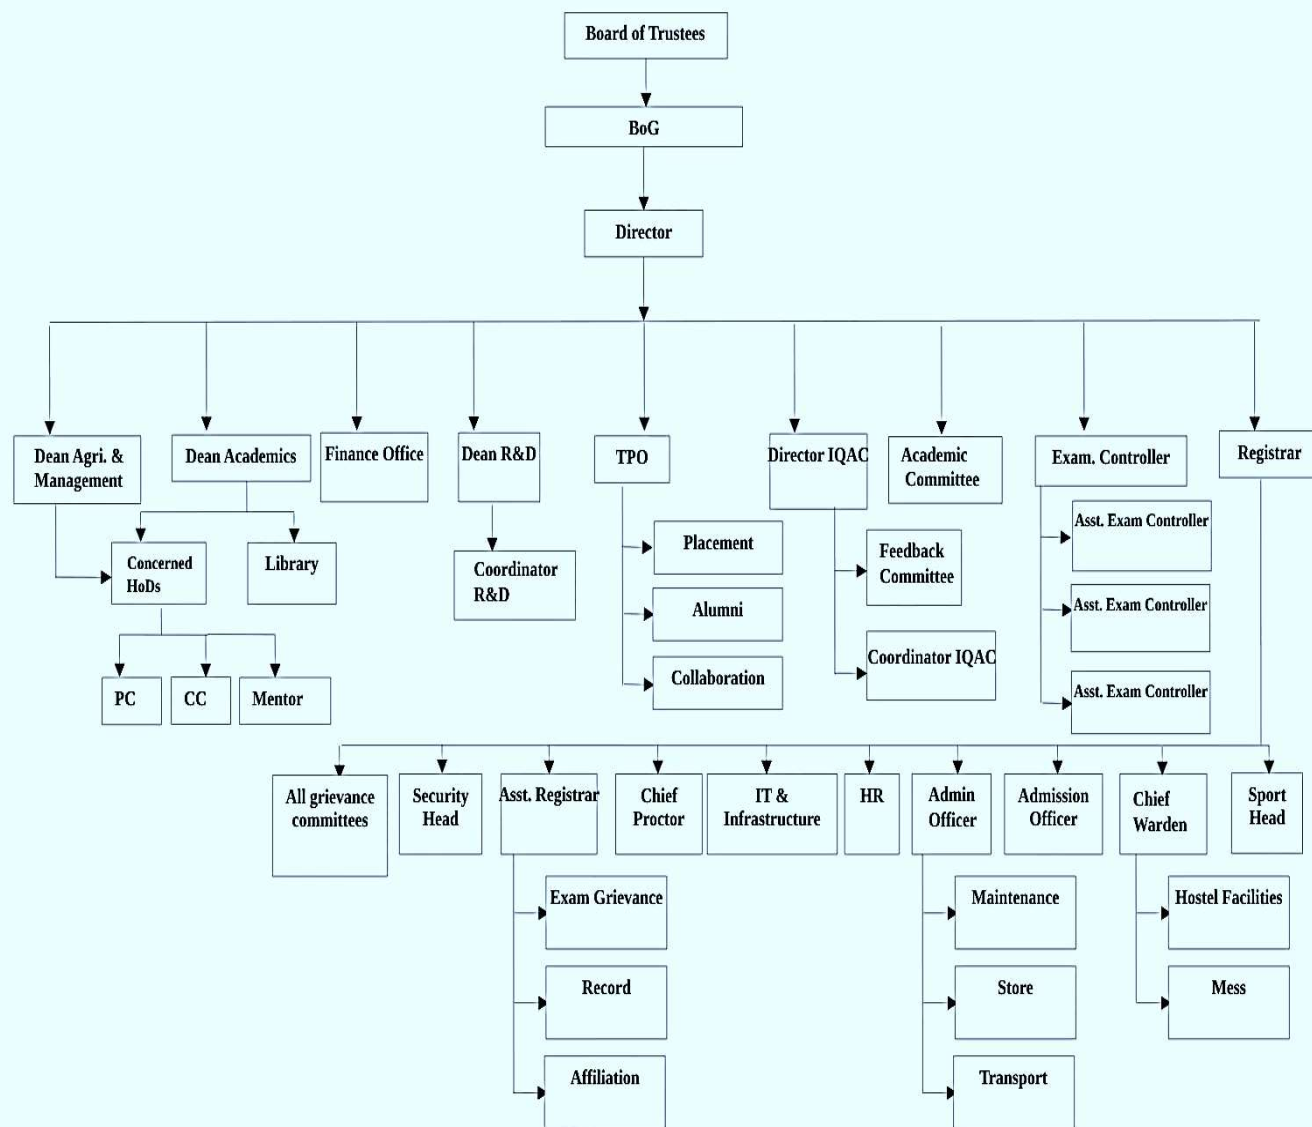 Board of Trustees
BoG
Director
Dean Agri. &
Management
Dean Academics
Finance Office
Dean R&D
TPO
Director IQAC
Academic
Committee
Exam. Controller
Registrar
Concerned
HoDs
Library
Coordinator
R&D
Placement
Alumni
Collaboration
Feedback
Committee
Coordinator IQAC
Asst. Exam Controller
Asst. Exam Controller
Asst. Exam Controller
PC
CC
Mentor
All grievance
committees
Security
Head
Asst. Registrar
Chief
Proctor
IT &
Infrastructure
HR
Admin
Officer
Admission
Officer
Chief
Warden
Sport
Head
Exam Grievance
Record
Affiliation
Maintenance
Store
Transport
Hostel Facilities
Mess